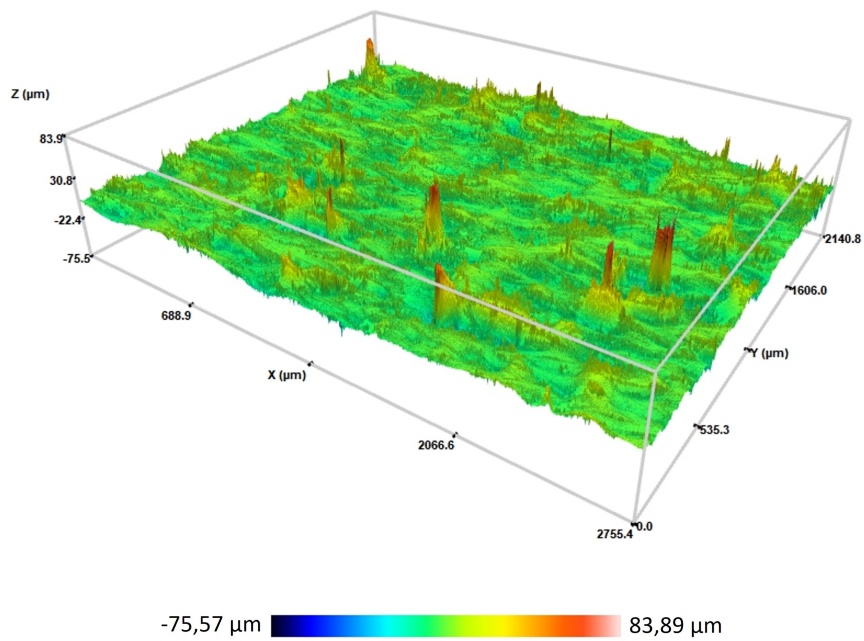 Z (µm)
83.9
30.8
-22.4
-75.5
688.9
X (µm)
2066.6
2755.4
0.0
535.3
Y (µm)
1606.0
2140.8
-75,57 µm
83,89 µm